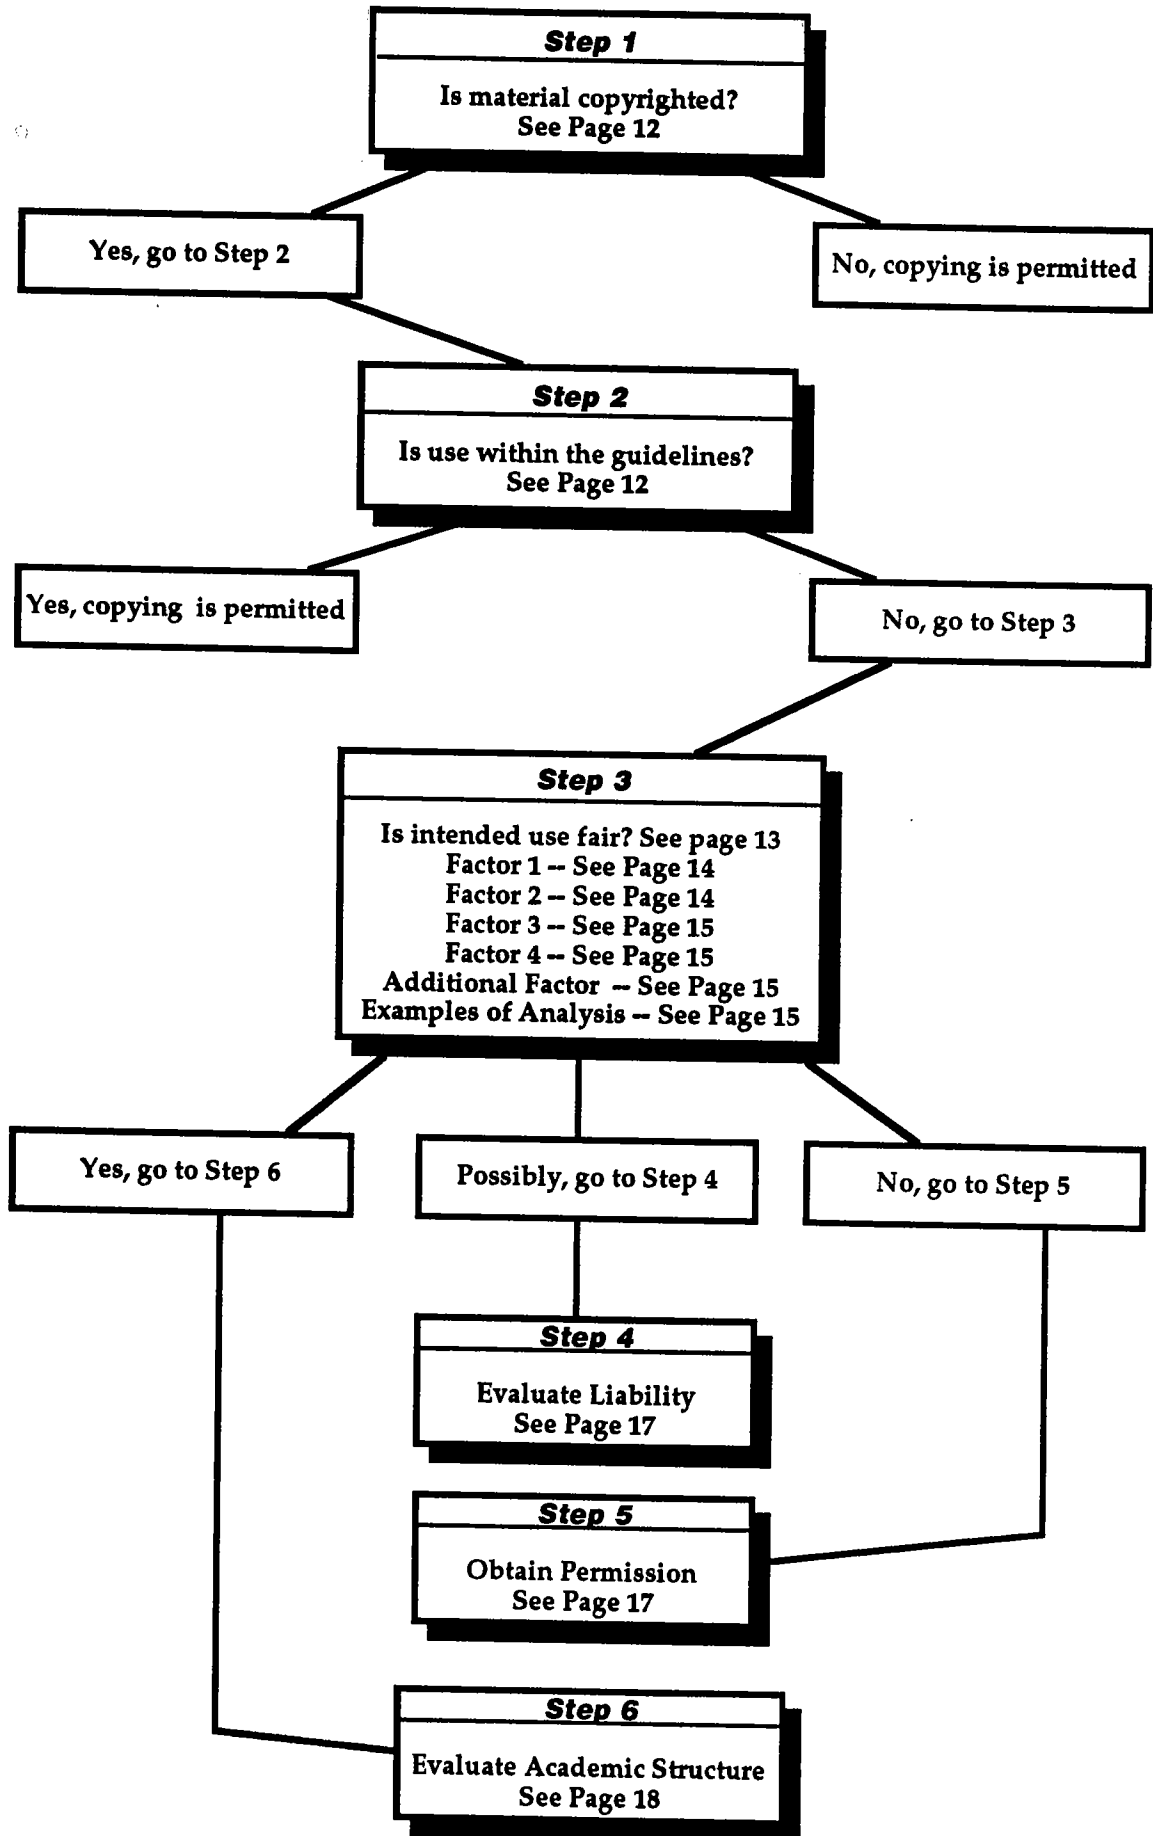 Step 1
Is material copyrighted?
See Page 12
Yes, go to Step 2
No, copying is permitted
Step 2
Is use within the guidelines?
See Page 12
Yes, copying is permitted
No, go to Step 3
Step 3
Is intended use fair? See page 13
Factor 1 -- See Page 14
Factor 2 -- See Page 14
Factor 3 -- See Page 15
Factor 4 -- See Page 15
Additional Factor -- See Page 15
Examples of Analysis -- See Page 15
Yes, go to Step 6
Possibly, go to Step 4
No, go to Step 5
Step 4
Evaluate Liability
See Page 17
Step 5
Obtain Permission
See Page 17
Step 6
Evaluate Academic Structure
See Page 18